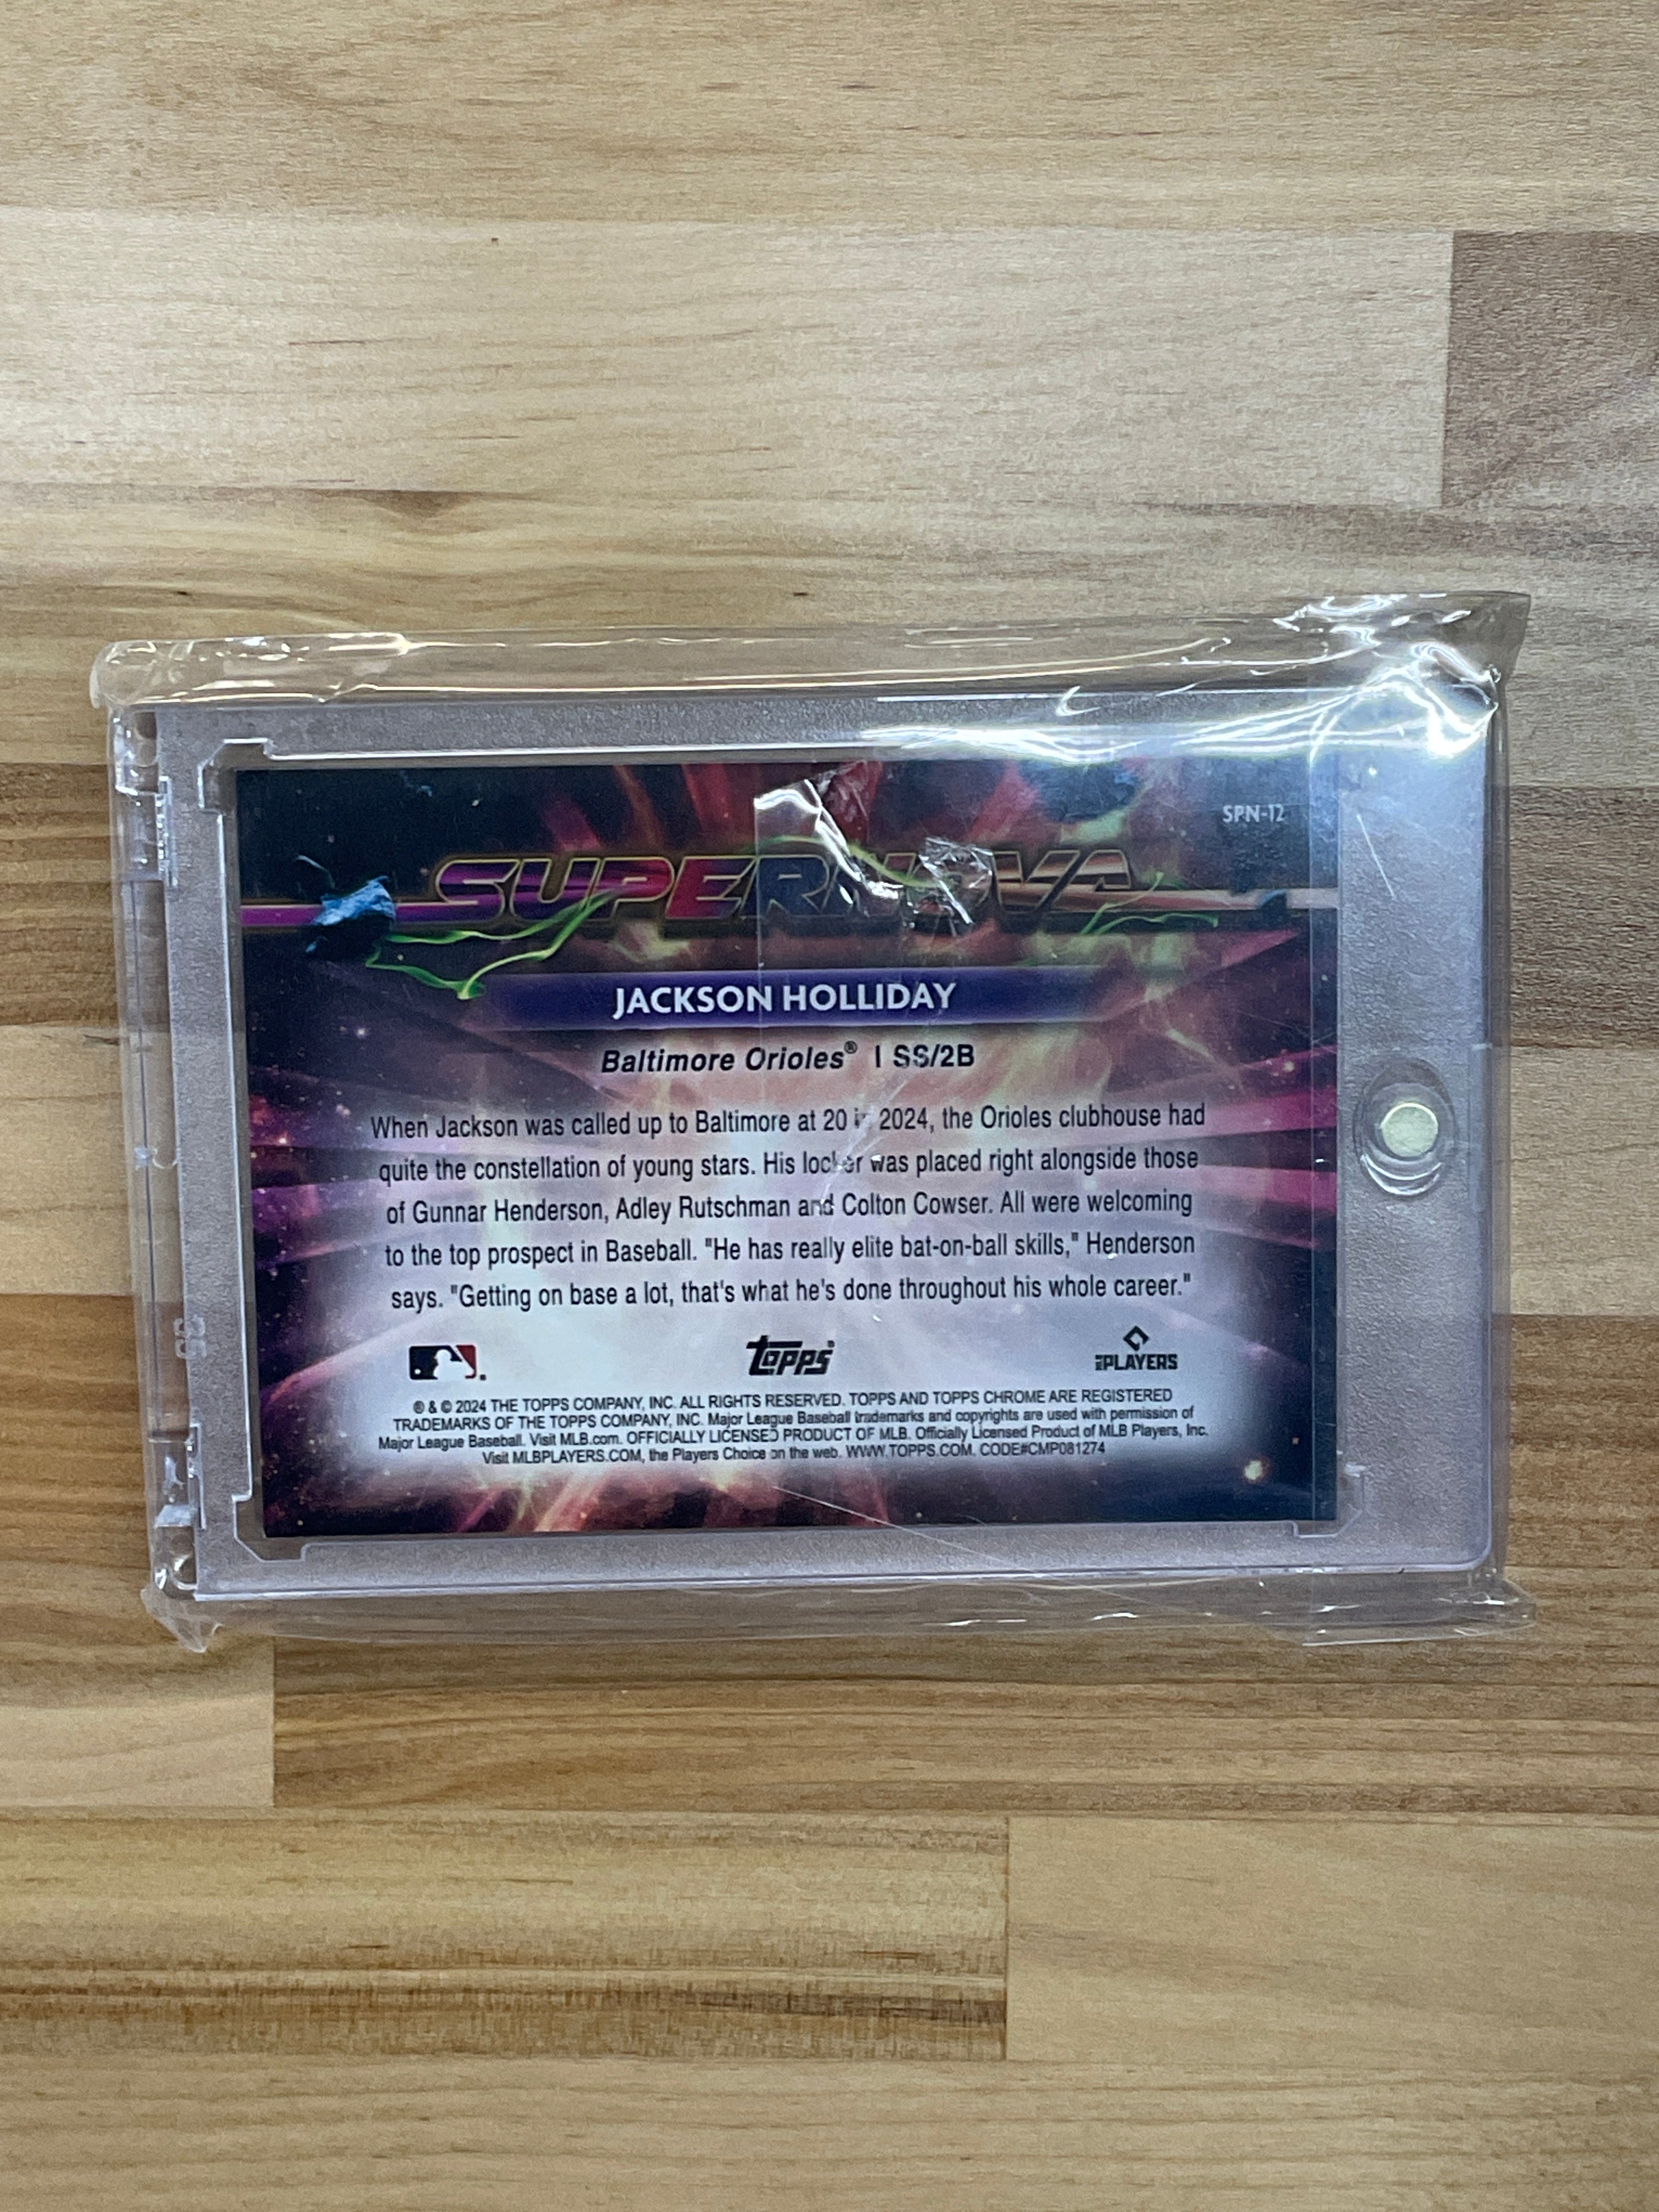 SPN-12
SUPERNOVA
JACKSON HOLLIDAY
Baltimore Orioles® | SS/2B
When Jackson was called up to Baltimore at 20 in 2024, the Orioles clubhouse had
quite the constellation of young stars. His locker was placed right alongside those
of Gunnar Henderson, Adley Rutschman and Colton Cowser. All were welcoming
to the top prospect in Baseball. "He has really elite bat-on-ball skills," Henderson
says. "Getting on base a lot, that's what he's done throughout his whole career."
Topps® PLAYERS
® & © 2024 THE TOPPS COMPANY, INC. ALL RIGHTS RESERVED. TOPPS AND TOPPS CHROME ARE REGISTERED
TRADEMARKS OF THE TOPPS COMPANY, INC. Major League Baseball trademarks and copyrights are used with permission of
Major League Baseball. Visit MLB.com. OFFICIALLY LICENSED PRODUCT OF MLB. Officially Licensed Product of MLB Players, Inc.
Visit MLBPLAYERS.COM, the Players Choice on the web. WWW.TOPPS.COM. CODE#CMP081274